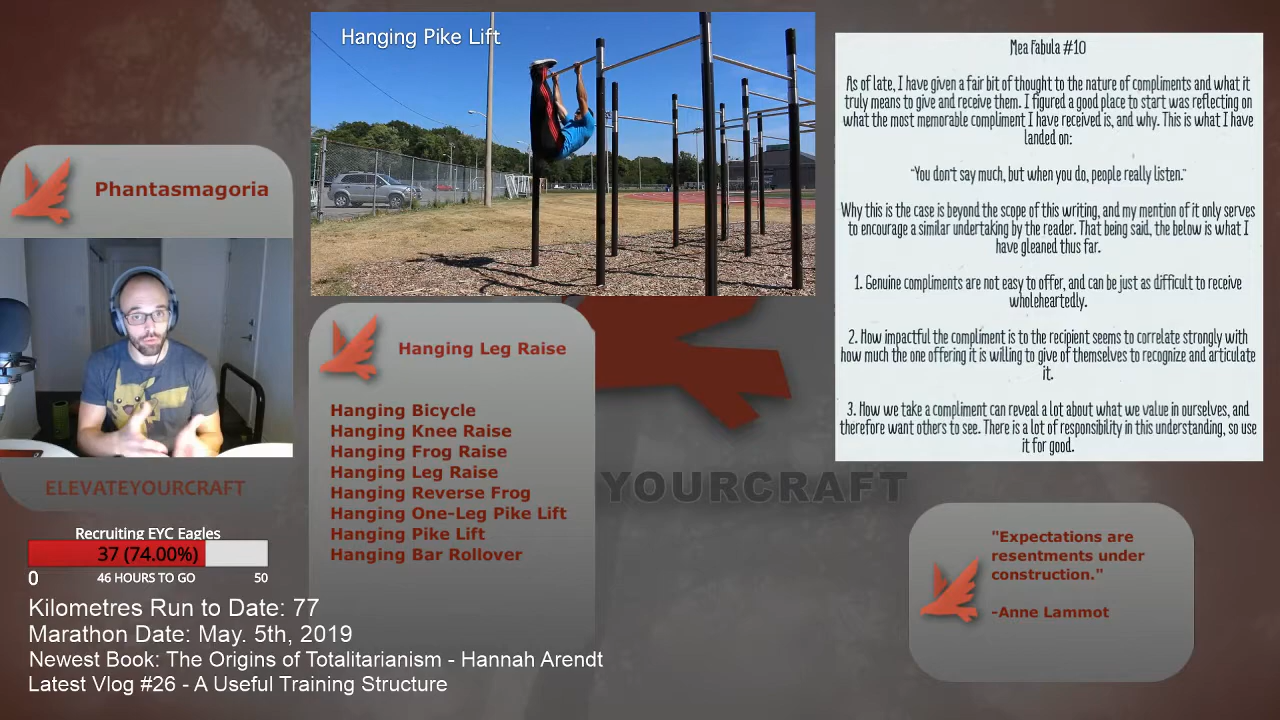 Hanging Pike Lift
Mea Fabula #10
As of late, I have given a fair bit of thought to the nature of compliments and what it
truly means to give and receive them. I figured a good place to start was reflecting on
what the most memorable compliment I have received is, and why. This is what I have
landed on:
"You don't say much, but when you do, people really listen."
Why this is the case is beyond the scope of this writing, and my mention of it only serves
to encourage a similar undertaking by the reader. That being said, the below is what I
have gleaned thus far.
1. Genuine compliments are not easy to offer, and can be just as difficult to receive
wholeheartedly.
2. How impactful the compliment is to the recipient seems to correlate strongly with
how much the one offering it is willing to give of themselves to recognize and articulate
it.
3. How we take a compliment can reveal a lot about what we value in ourselves, and
therefore want others to see. There is a lot of responsibility in this understanding, so use
it for good.
Phantasmagoria
ELEVATEYOURCRAFT
Hanging Leg Raise
Hanging Bicycle
Hanging Knee Raise
Hanging Frog Raise
Hanging Leg Raise
Hanging Reverse Frog
Hanging One-Leg Pike Lift
Hanging Pike Lift
Hanging Bar Rollover
YOURCRAFT
"Expectations are
resentments under
construction."
-Anne Lammot
Recruiting EYC Eagles
37 (74.00%)
0 46 HOURS TO GO 50
Kilometres Run to Date: 77
Marathon Date: May. 5th, 2019
Newest Book: The Origins of Totalitarianism - Hannah Arendt
Latest Vlog #26 - A Useful Training Structure